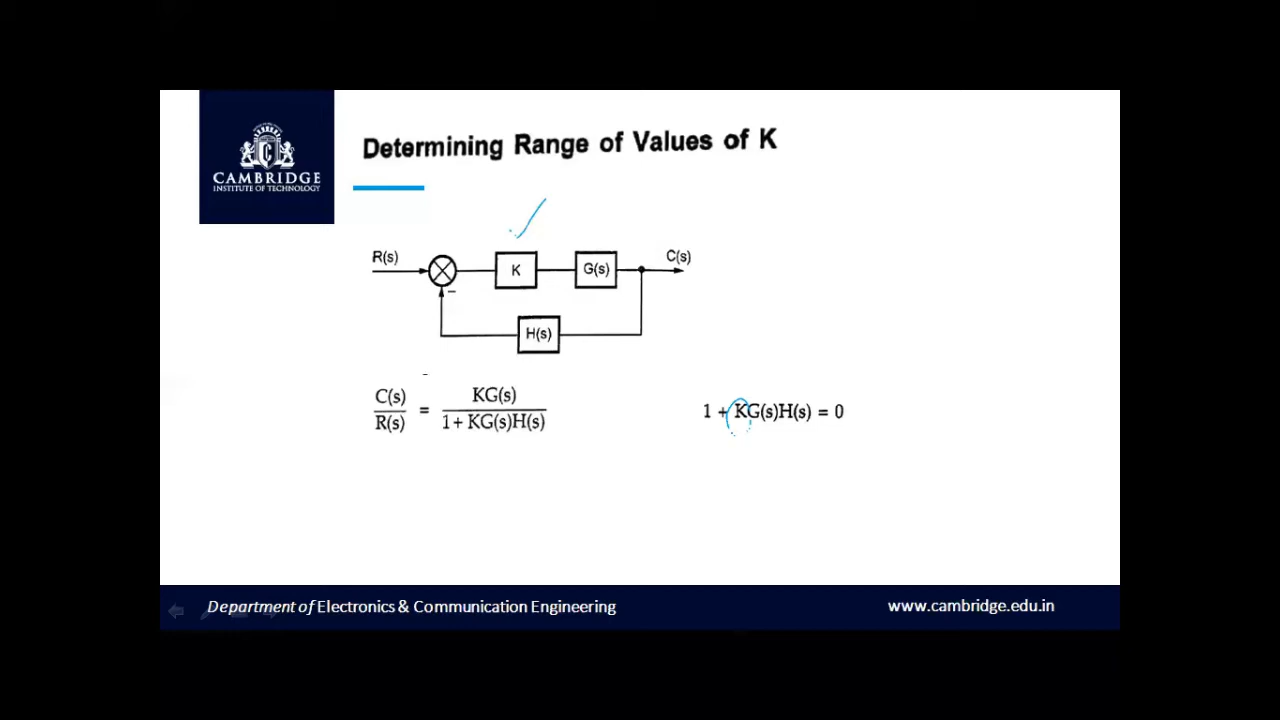 CAMBRIDGE
INSTITUTE OF TECHNOLOGY
Determining Range of Values of K
R(s)
K
G(s)
C(s)
−
H(s)
C(s)
R(s)
=
KG(s)
1+ KG(s)H(s)
1 + KG(s)H(s) = 0
Department of Electronics & Communication Engineering
www.cambridge.edu.in